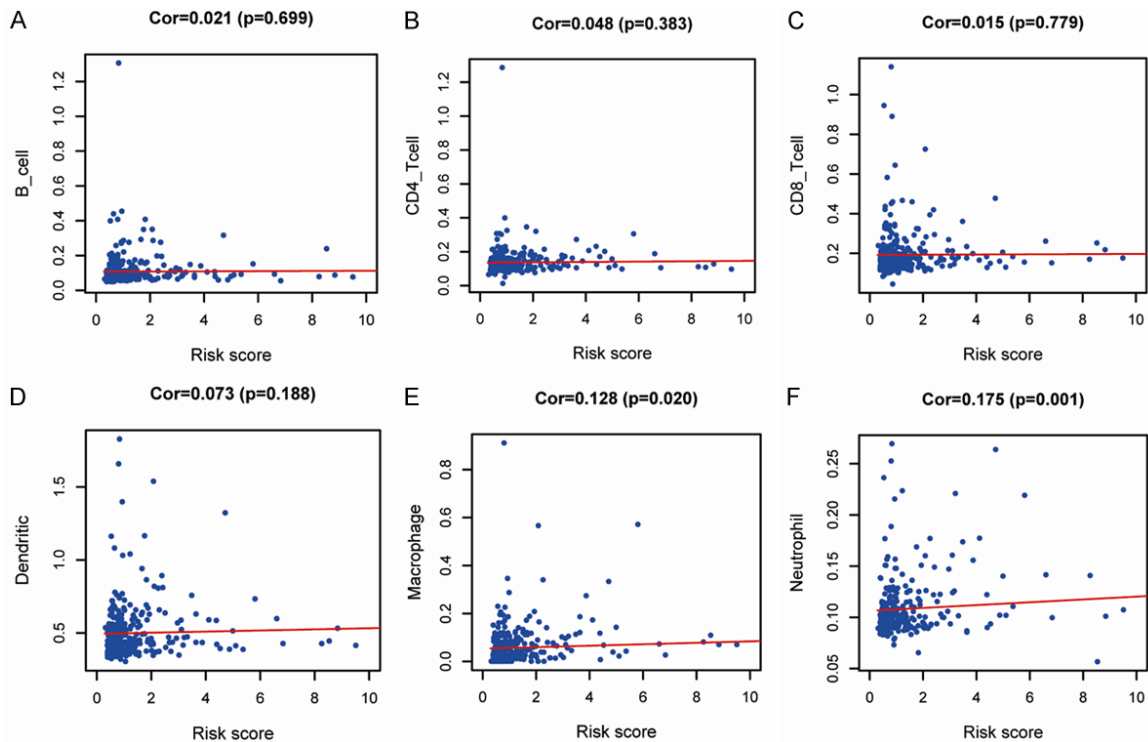 A
Cor=0.021 (p=0.699)
B_cell
0.0 0.2 0.4 0.6 0.8 1.0 1.2
0 2 4 6 8 10
Risk score
B
Cor=0.048 (p=0.383)
CD4_Tcell
0.0 0.2 0.4 0.6 0.8 1.0 1.2
0 2 4 6 8 10
Risk score
C
Cor=0.015 (p=0.779)
CD8_Tcell
0.2 0.4 0.6 0.8 1.0
0 2 4 6 8 10
Risk score
D
Cor=0.073 (p=0.188)
Dendritic
0.5 1.0 1.5
0 2 4 6 8 10
Risk score
E
Cor=0.128 (p=0.020)
Macrophage
0.0 0.2 0.4 0.6 0.8
0 2 4 6 8 10
Risk score
F
Cor=0.175 (p=0.001)
Neutrophil
0.05 0.10 0.15 0.20 0.25
0 2 4 6 8 10
Risk score